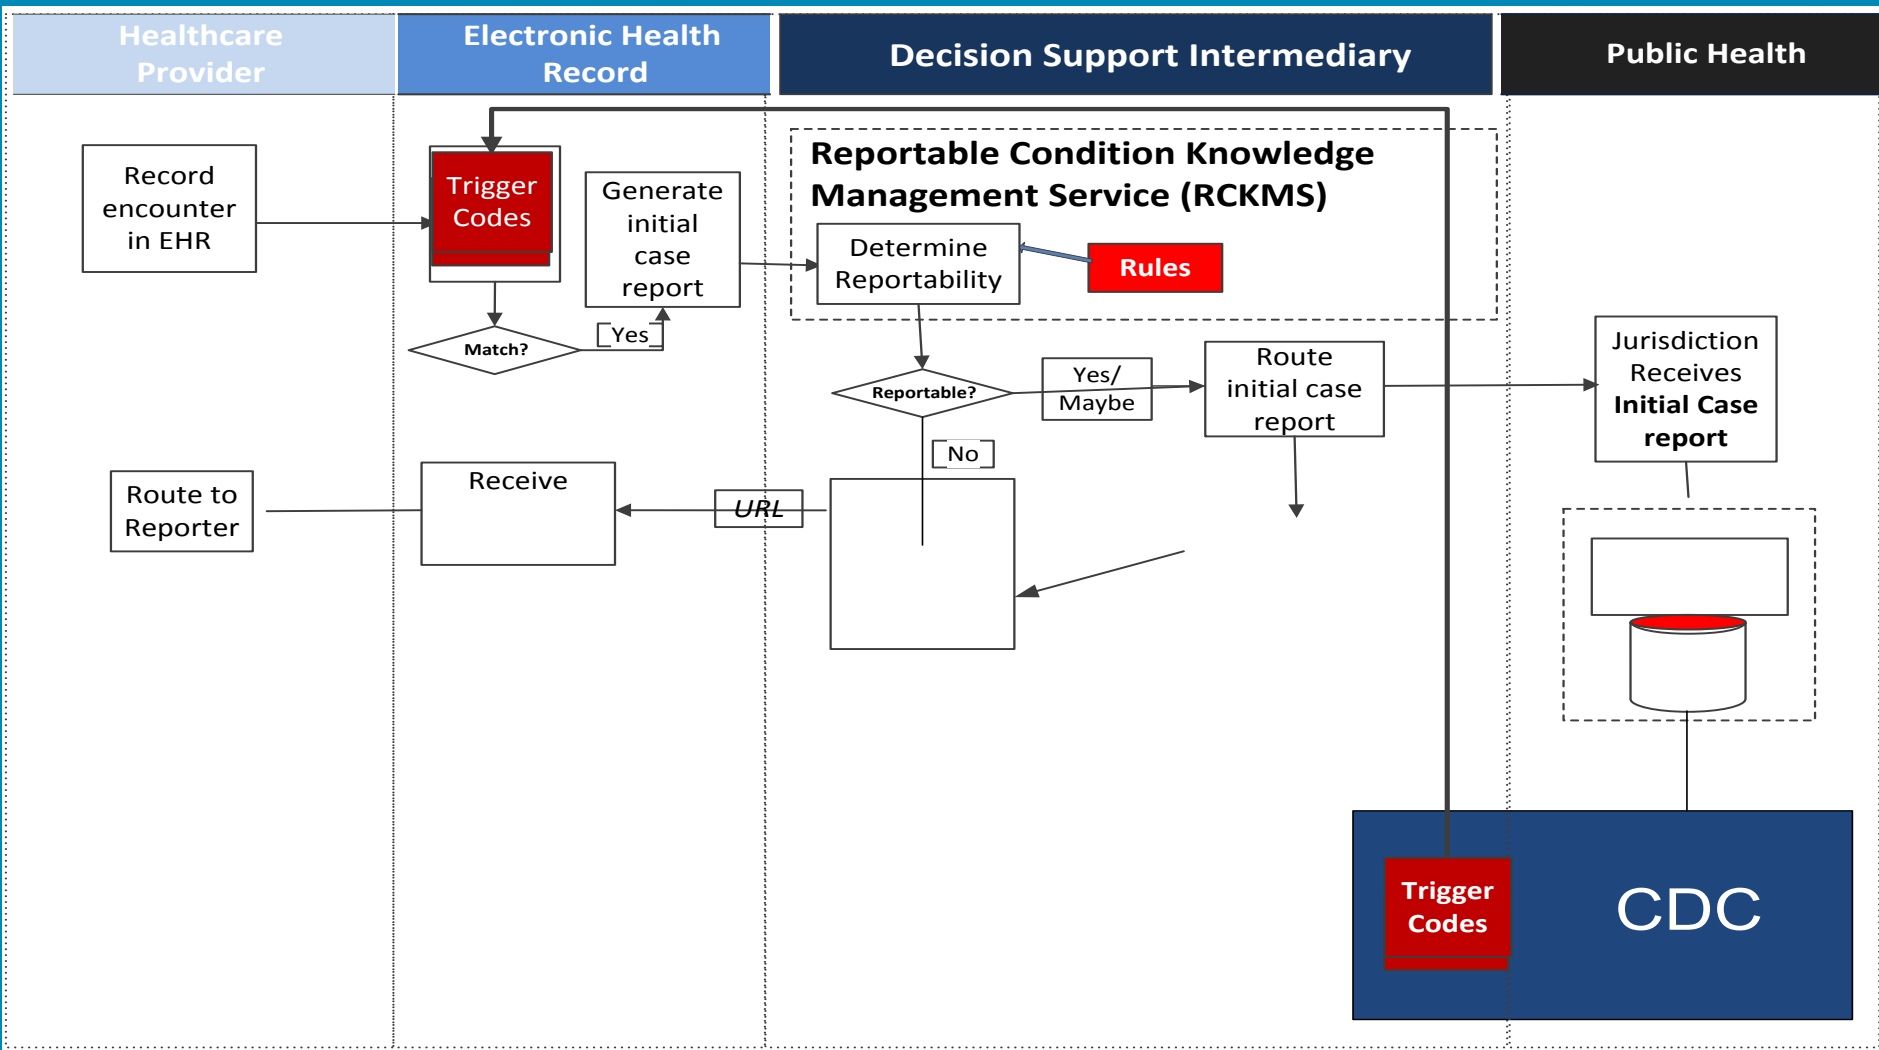 Healthcare
Provider
Electronic Health
Record
Decision Support Intermediary
Public Health
Record
encounter
in EHR
Trigger
Codes
Generate
initial
case
report
Reportable Condition Knowledge
Management Service (RCKMS)
Determine
Reportability
Rules
Match?
Yes
Reportable?
Yes/
Maybe
Route
initial case
report
Jurisdiction
Receives
Initial Case
report
No
Route to
Reporter
Receive
URL
Trigger
Codes
CDC